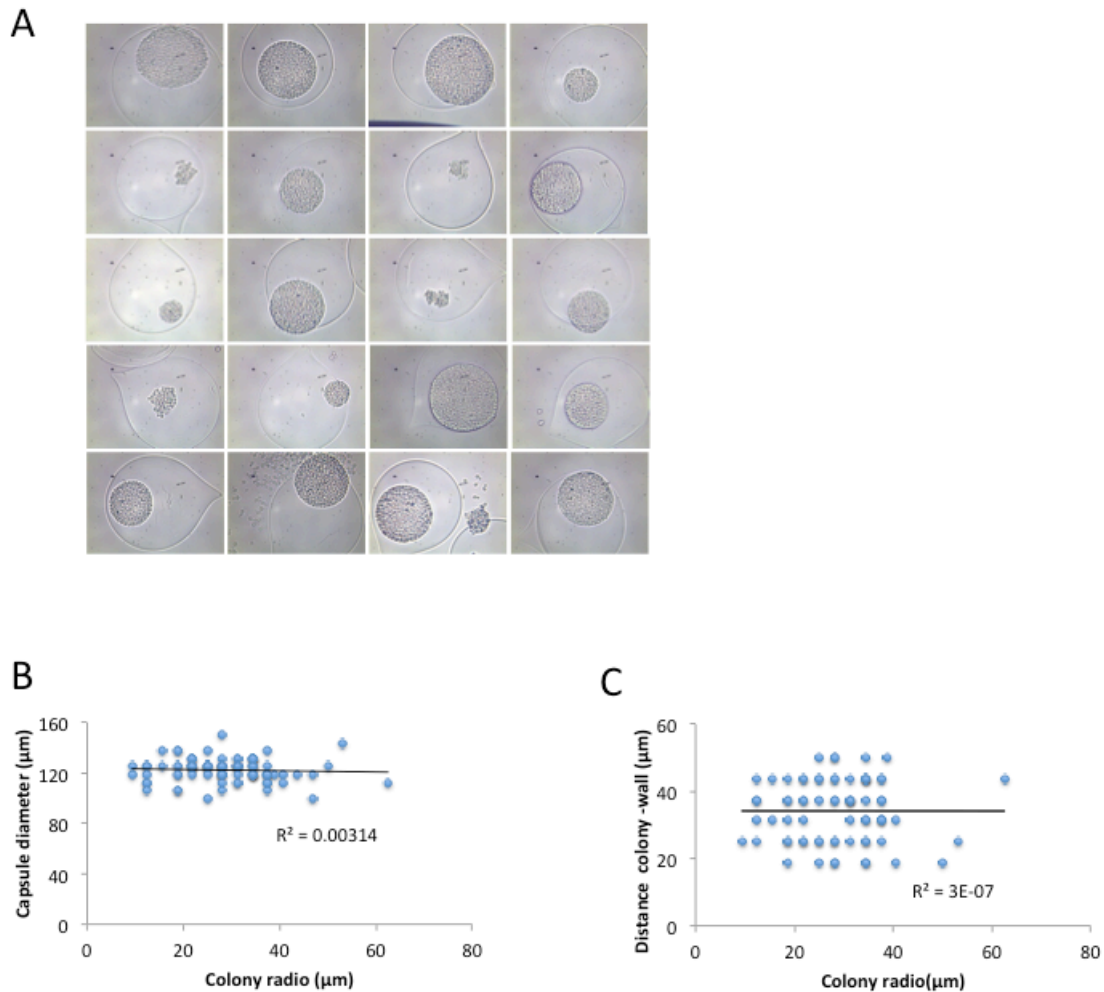 A
B
C
Capsule diameter (µm)
160
120
80
40
0
R² = 0.00314
0 20 40 60 80
Colony radio (µm)
Distance colony -wall (µm)
60
40
20
0
R² = 3E-07
0 20 40 60 80
Colony radio(µm)